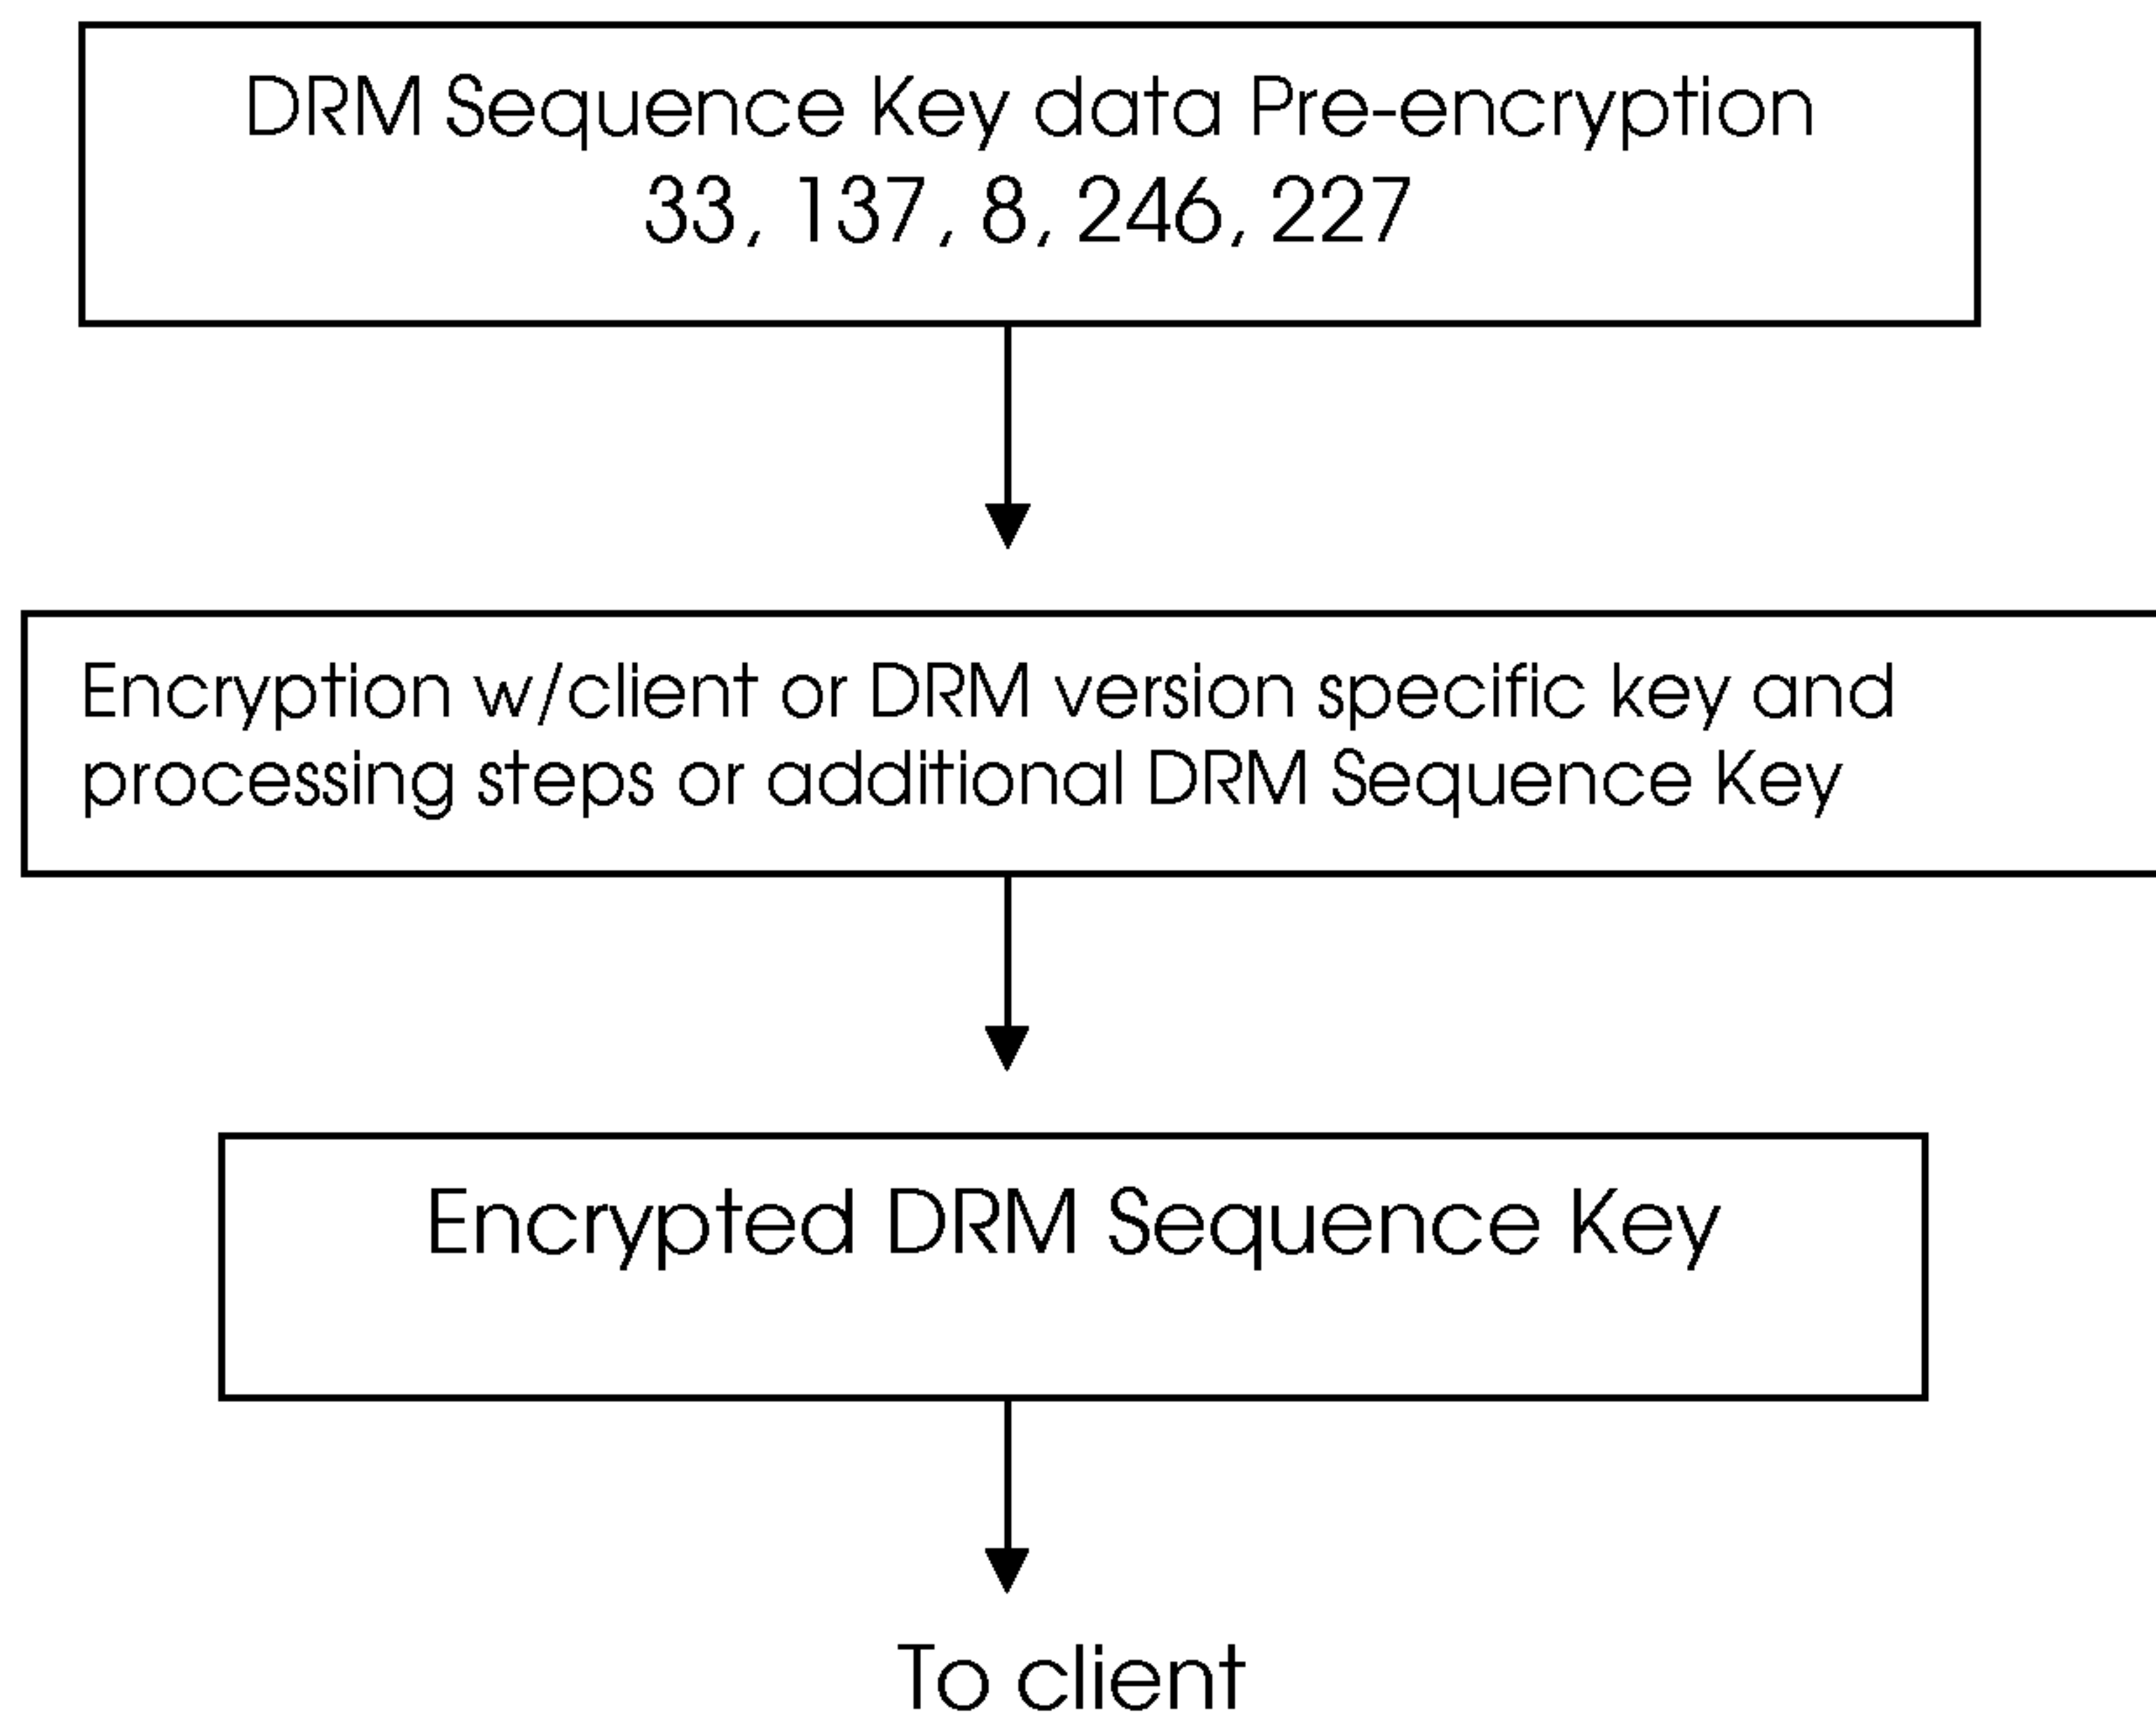 DRM Sequence Key data Pre-encryption
33, 137, 8, 246, 227
Encryption w/client or DRM version specific key and
processing steps or additional DRM Sequence Key
Encrypted DRM Sequence Key
To client